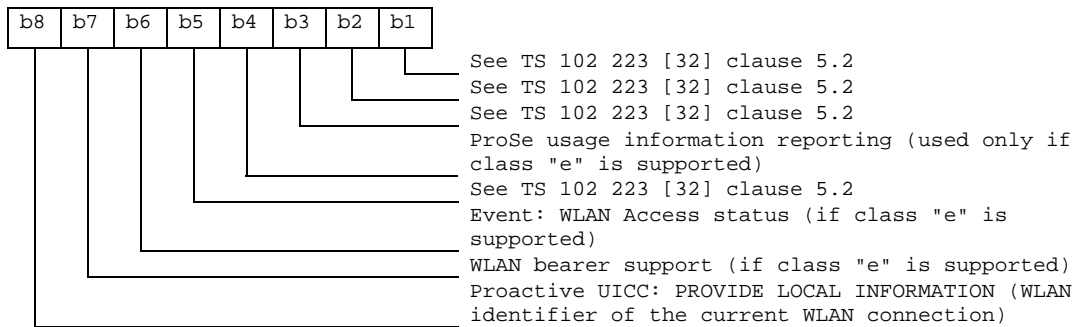 b8 b7 b6 b5 b4 b3 b2 b1
See TS 102 223 [32] clause 5.2
See TS 102 223 [32] clause 5.2
See TS 102 223 [32] clause 5.2
ProSe usage information reporting (used only if
class "e" is supported)
See TS 102 223 [32] clause 5.2
Event: WLAN Access status (if class "e" is
supported)
WLAN bearer support (if class "e" is supported)
Proactive UICC: PROVIDE LOCAL INFORMATION (WLAN
identifier of the current WLAN connection)